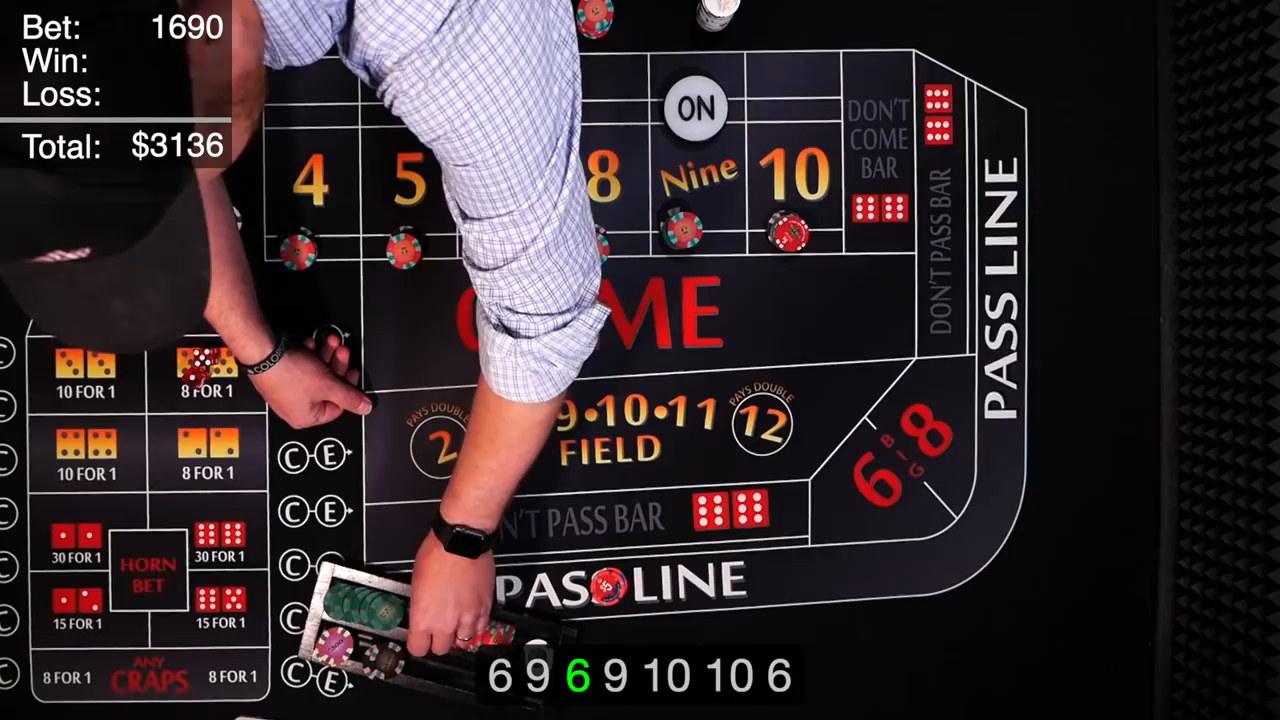 Bet: 1690
Win:
Loss:
Total: $3136
ON
4 5 8 Nine 10
DON'T
COME
BAR
DON'T PASS BAR
PASS LINE
COME
10 FOR 1 8 FOR 1
10 FOR 1 8 FOR 1
30 FOR 1 30 FOR 1
HORN
BET
15 FOR 1 15 FOR 1
8 FOR 1 ANY CRAPS 8 FOR 1
C E
C E
PAYS DOUBLE
2
9•10•11
PAYS DOUBLE
12
FIELD
6 BIG 8
N'T PASS BAR
PASS LINE
$5
C E
6 9 6 9 10 10 6